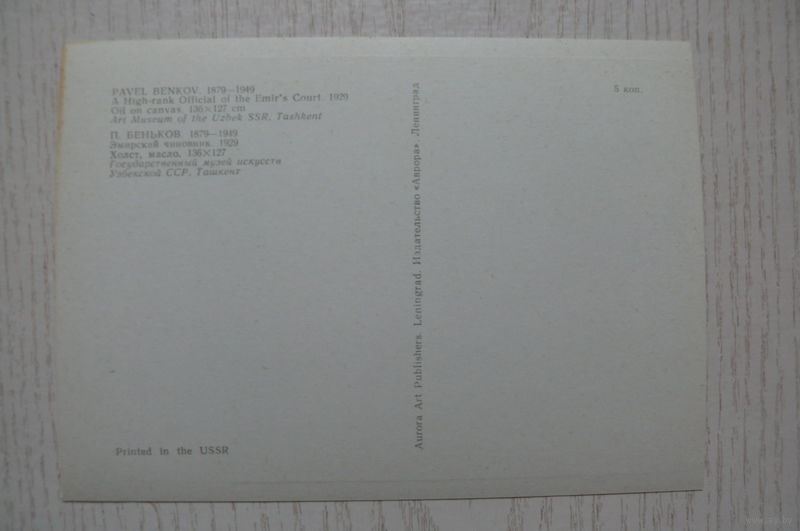 PAVEL BENKOV. 1879—1949
A High-rank Official of the Emir's Court. 1929
Oil on canvas. 136×127 cm
Art Museum of the Uzbek SSR, Tashkent
П. БЕНЬКОВ. 1879—1949
Эмирский чиновник. 1929
Холст, масло. 136×127
Государственный музей искусств
Узбекской ССР. Ташкент
Printed in the USSR
Aurora Art Publishers. Leningrad. Издательство «Аврора». Ленинград
5 коп.